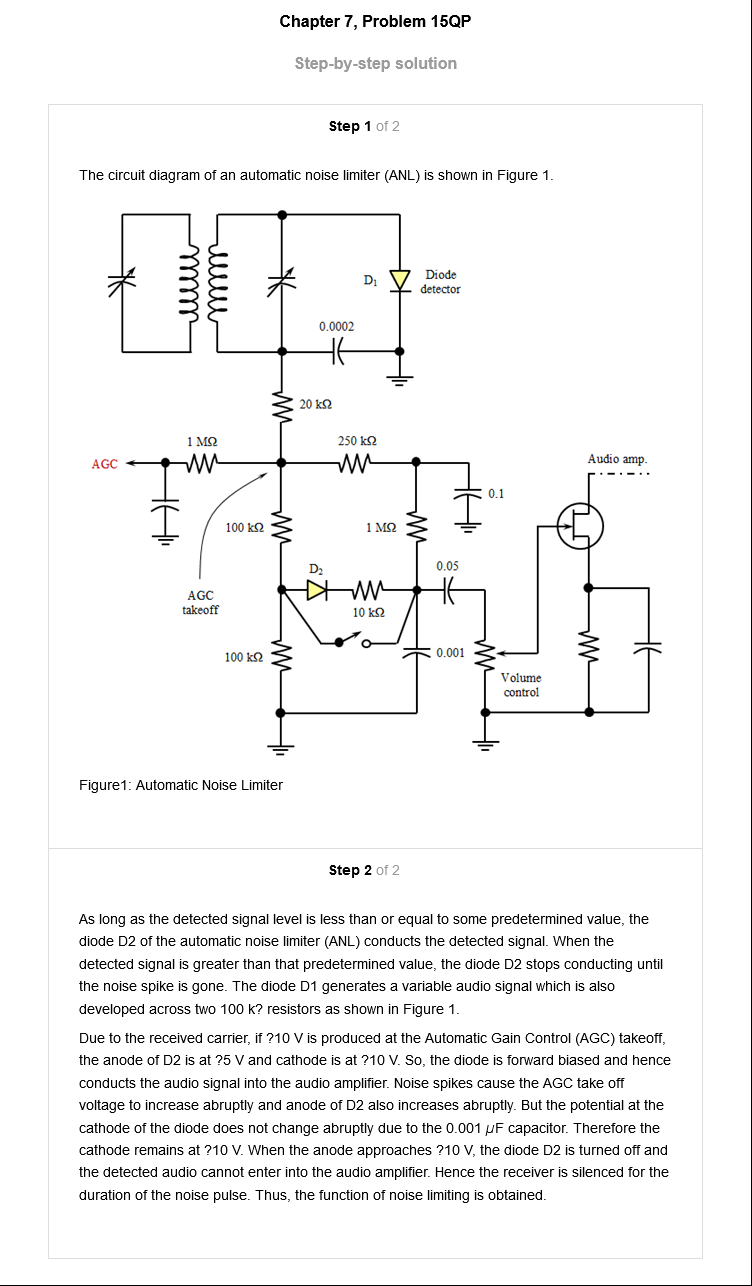 Chapter 7, Problem 15QP
Step-by-step solution
Step 1 of 2
The circuit diagram of an automatic noise limiter (ANL) is shown in Figure 1.
D1
Diode
detector
0.0002
20 kΩ
1 MΩ
250 kΩ
AGC
Audio amp.
0.1
100 kΩ
1 MΩ
D2
0.05
AGC
takeoff
10 kΩ
100 kΩ
0.001
Volume
control
Figure1: Automatic Noise Limiter
Step 2 of 2
As long as the detected signal level is less than or equal to some predetermined value, the
diode D2 of the automatic noise limiter (ANL) conducts the detected signal. When the
detected signal is greater than that predetermined value, the diode D2 stops conducting until
the noise spike is gone. The diode D1 generates a variable audio signal which is also
developed across two 100 k? resistors as shown in Figure 1.
Due to the received carrier, if ?10 V is produced at the Automatic Gain Control (AGC) takeoff,
the anode of D2 is at ?5 V and cathode is at ?10 V. So, the diode is forward biased and hence
conducts the audio signal into the audio amplifier. Noise spikes cause the AGC take off
voltage to increase abruptly and anode of D2 also increases abruptly. But the potential at the
cathode of the diode does not change abruptly due to the 0.001 μF capacitor. Therefore the
cathode remains at ?10 V. When the anode approaches ?10 V, the diode D2 is turned off and
the detected audio cannot enter into the audio amplifier. Hence the receiver is silenced for the
duration of the noise pulse. Thus, the function of noise limiting is obtained.